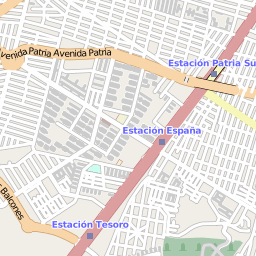 Avenida Patria Avenida Patria
Estación Patria Su
Estación España
Balcones
Estación Tesoro